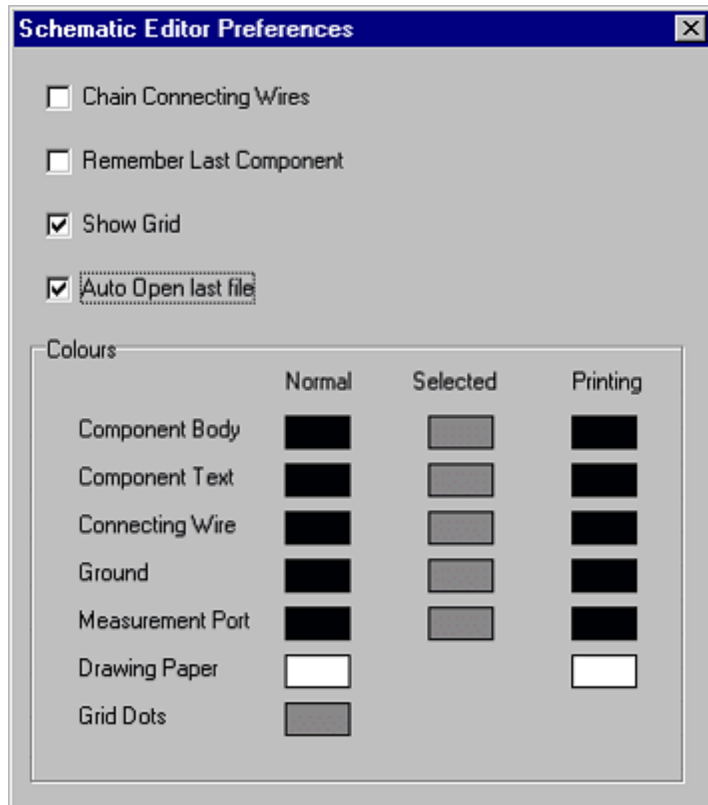 Schematic Editor Preferences
Chain Connecting Wires
Remember Last Component
Show Grid
Auto Open last file
Colours
Normal Selected Printing
Component Body
Component Text
Connecting Wire
Ground
Measurement Port
Drawing Paper
Grid Dots